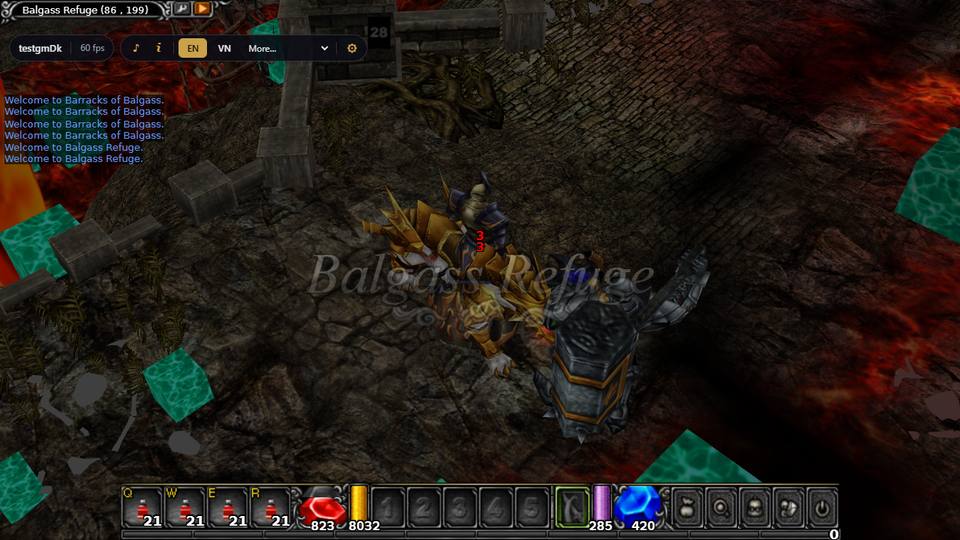 Balgass Refuge (86 , 199)
testgmDk 60 fps EN VN More...
28
Welcome to Barracks of Balgass.
Welcome to Barracks of Balgass.
Welcome to Barracks of Balgass.
Welcome to Barracks of Balgass.
Welcome to Balgass Refuge.
Welcome to Balgass Refuge.
3
3
Balgass Refuge
Q W E R
21 21 21 21 823 8032 1 2 3 4 5 285 420
0